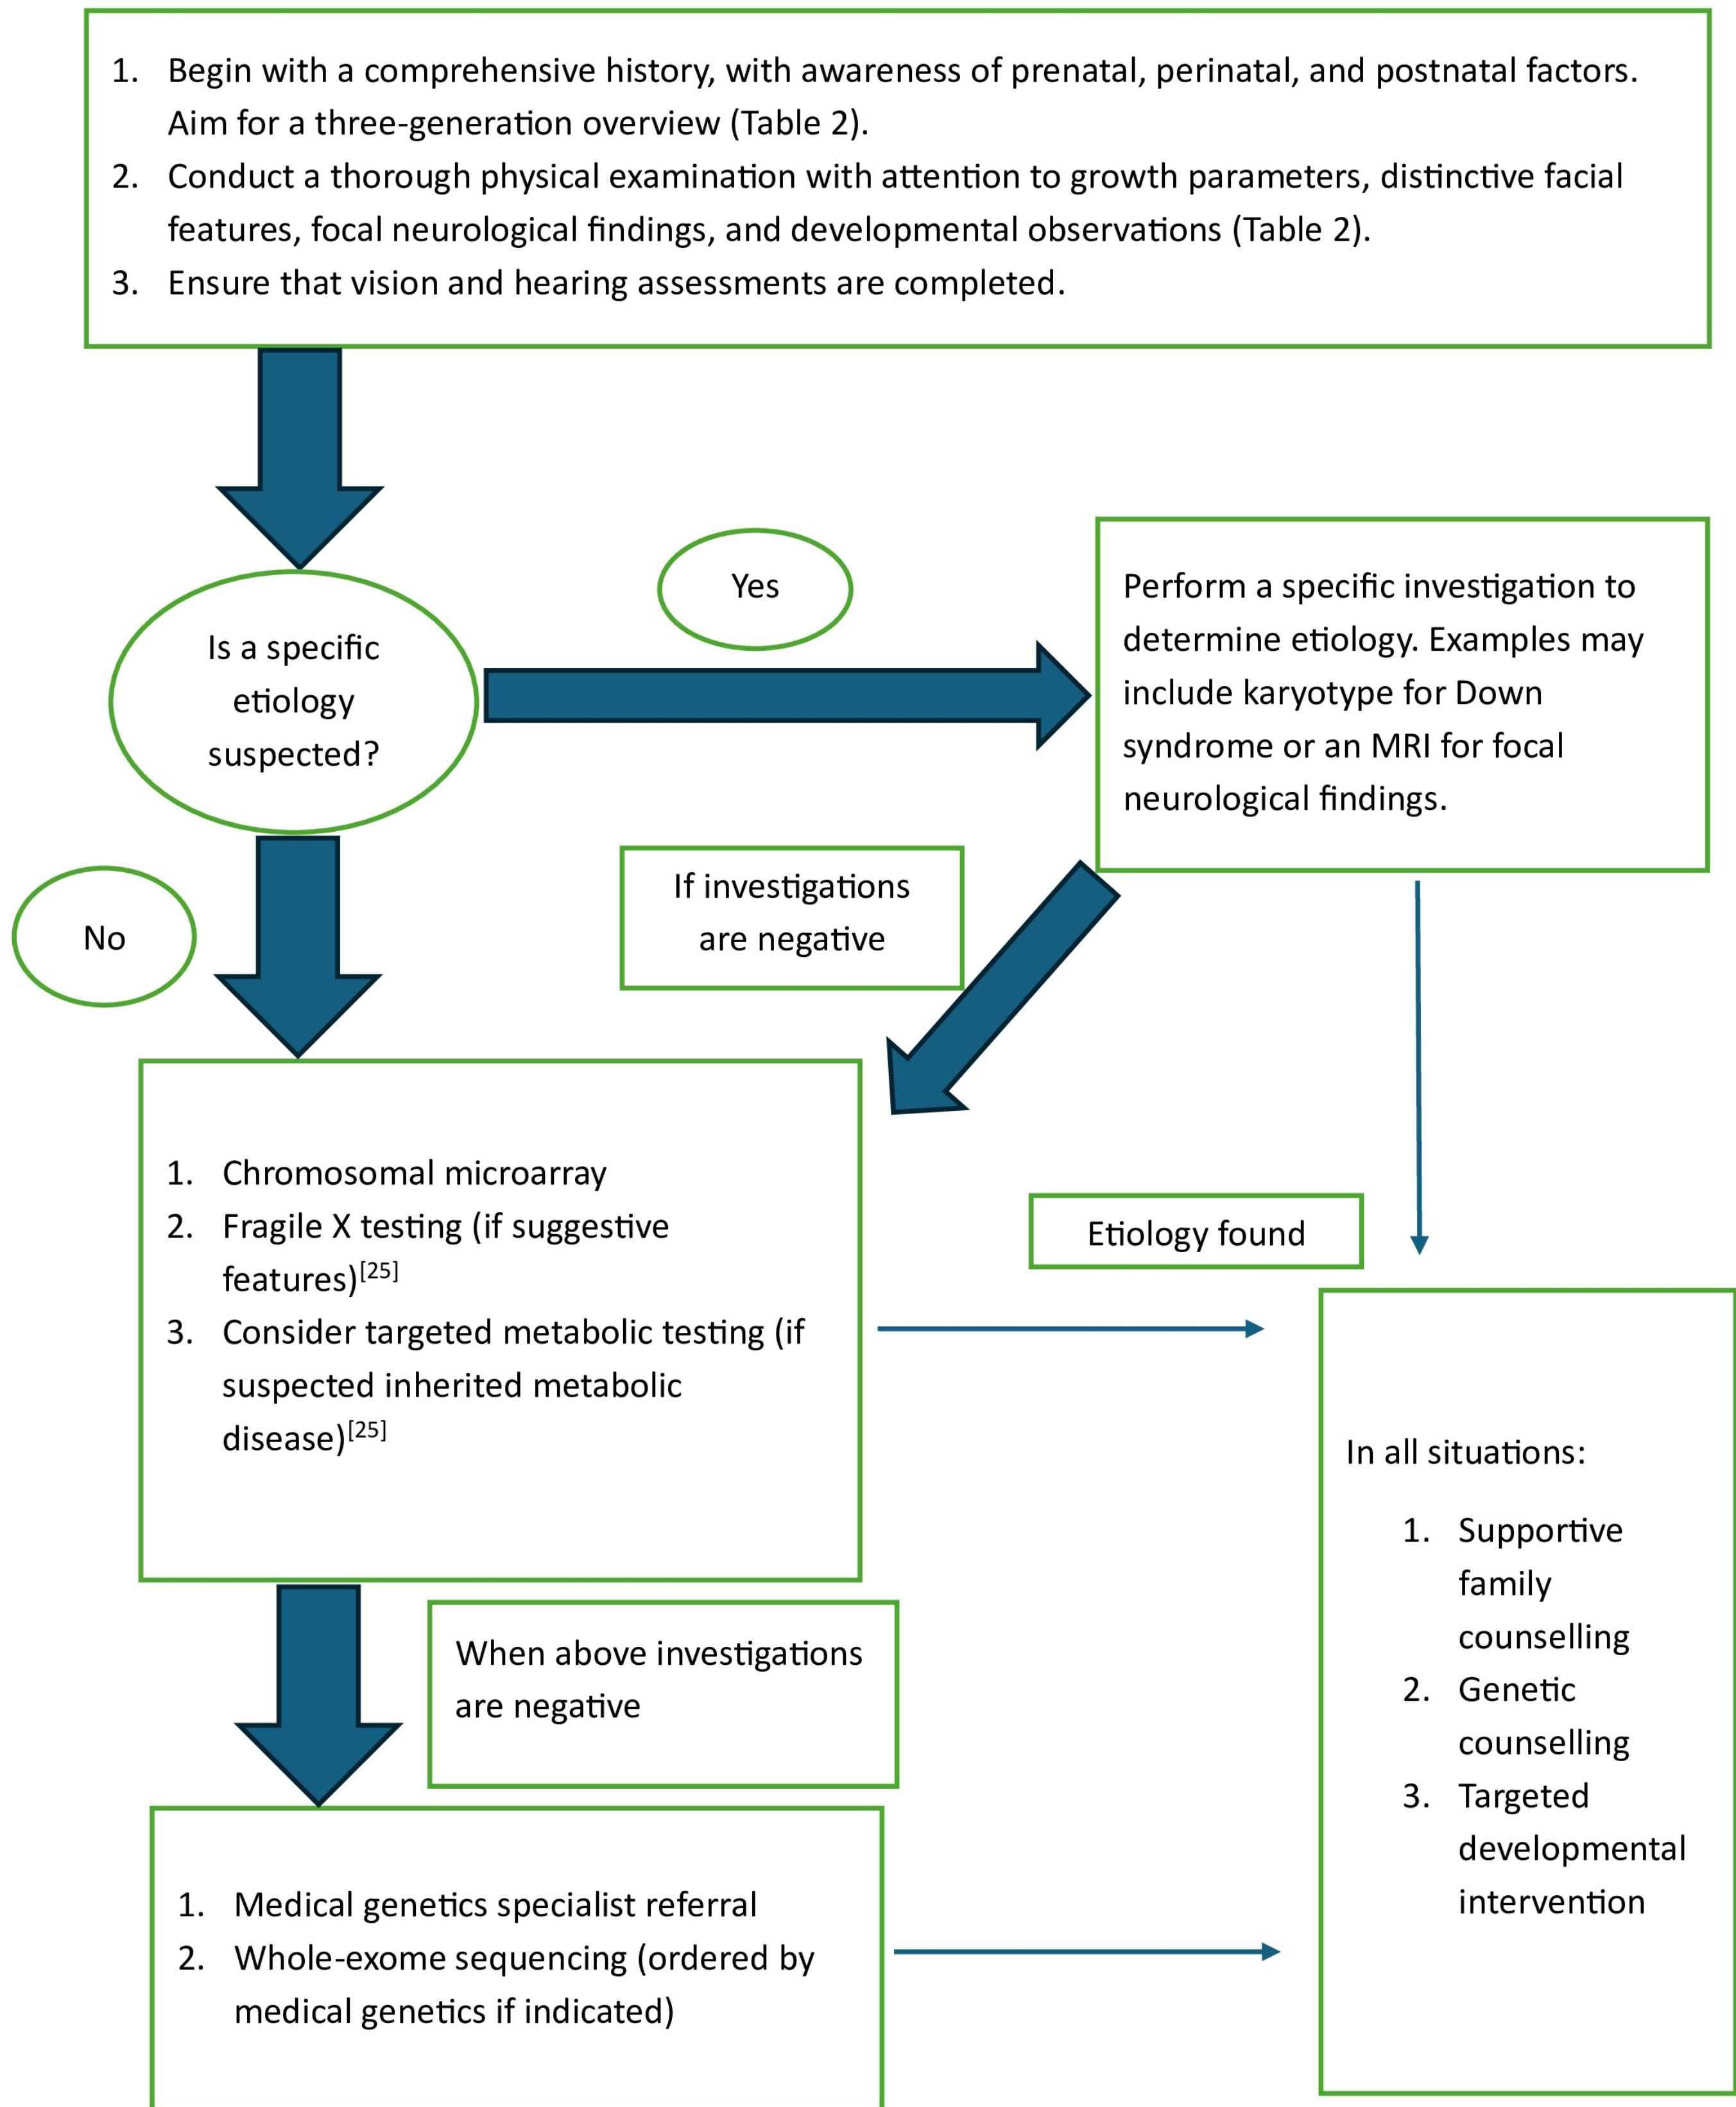 1. Begin with a comprehensive history, with awareness of prenatal, perinatal, and postnatal factors.
Aim for a three-generation overview (Table 2).
2. Conduct a thorough physical examination with attention to growth parameters, distinctive facial
features, focal neurological findings, and developmental observations (Table 2).
3. Ensure that vision and hearing assessments are completed.
Is a specific
etiology
suspected?
Yes
Perform a specific investigation to
determine etiology. Examples may
include karyotype for Down
syndrome or an MRI for focal
neurological findings.
No
If investigations
are negative
1. Chromosomal microarray
2. Fragile X testing (if suggestive
features)[25]
3. Consider targeted metabolic testing (if
suspected inherited metabolic
disease)[25]
Etiology found
When above investigations
are negative
1. Medical genetics specialist referral
2. Whole-exome sequencing (ordered by
medical genetics if indicated)
In all situations:
1. Supportive
family
counselling
2. Genetic
counselling
3. Targeted
developmental
intervention